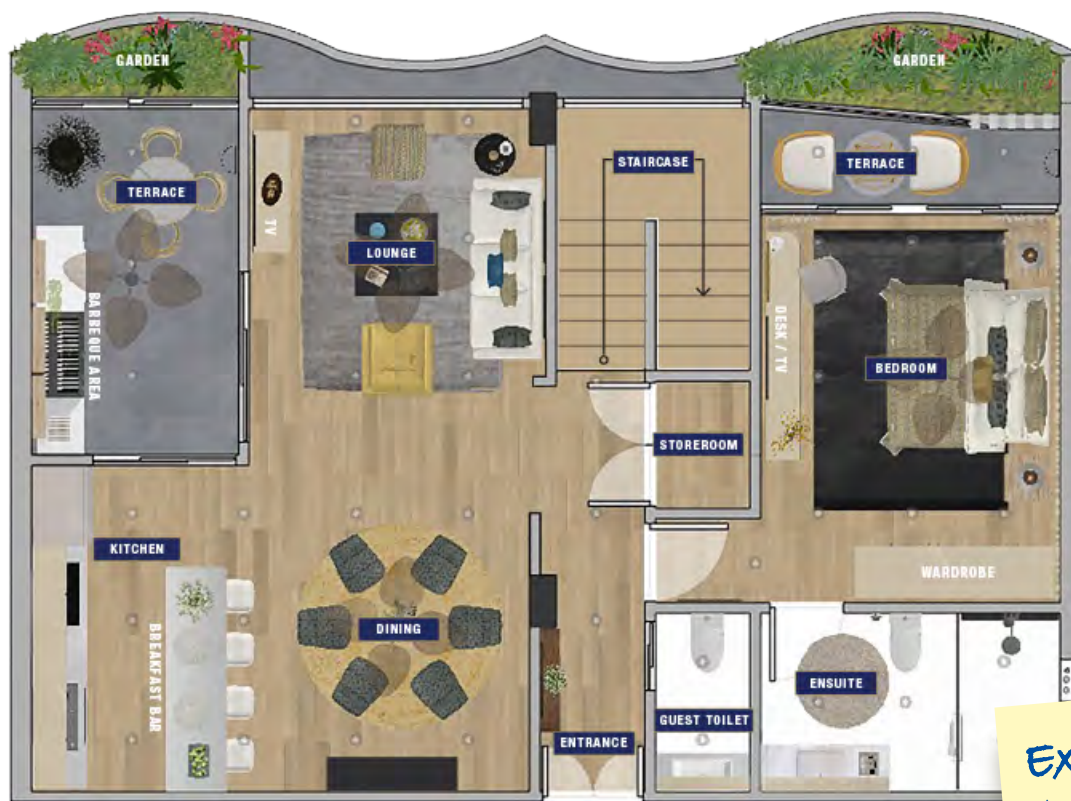 GARDEN
GARDEN
STAIRCASE
TERRACE
TERRACE
TV
LOUNGE
BARBEQUE AREA
DESK / TV
BEDROOM
STOREROOM
KITCHEN
WARDROBE
BREAKFAST BAR
DINING
ENSUITE
GUEST TOILET
ENTRANCE
EX